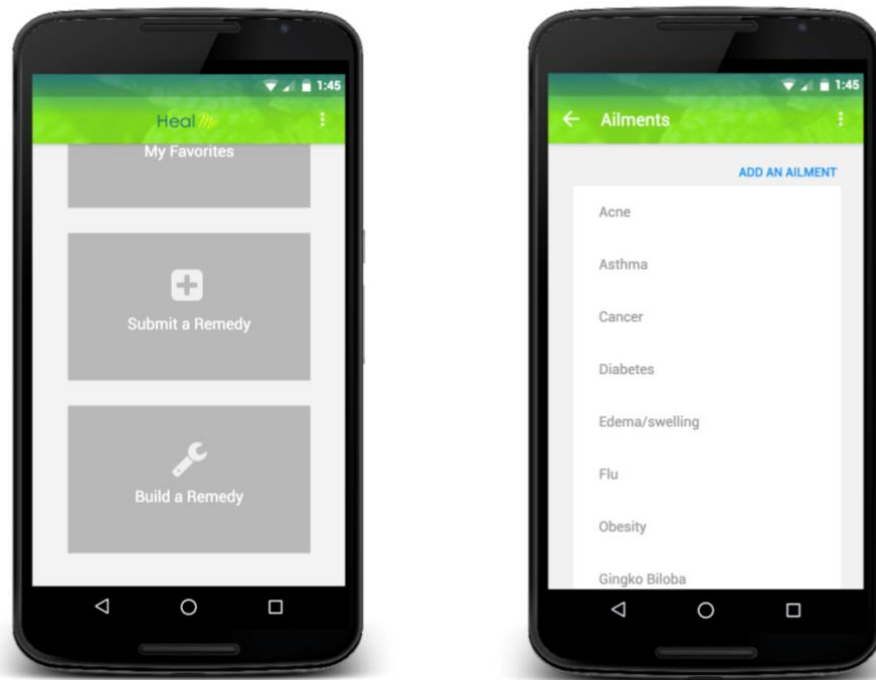 1:45
Heal Me
My Favorites
Submit a Remedy
Build a Remedy
1:45
Ailments
ADD AN AILMENT
Acne
Asthma
Cancer
Diabetes
Edema/swelling
Flu
Obesity
Gingko Biloba